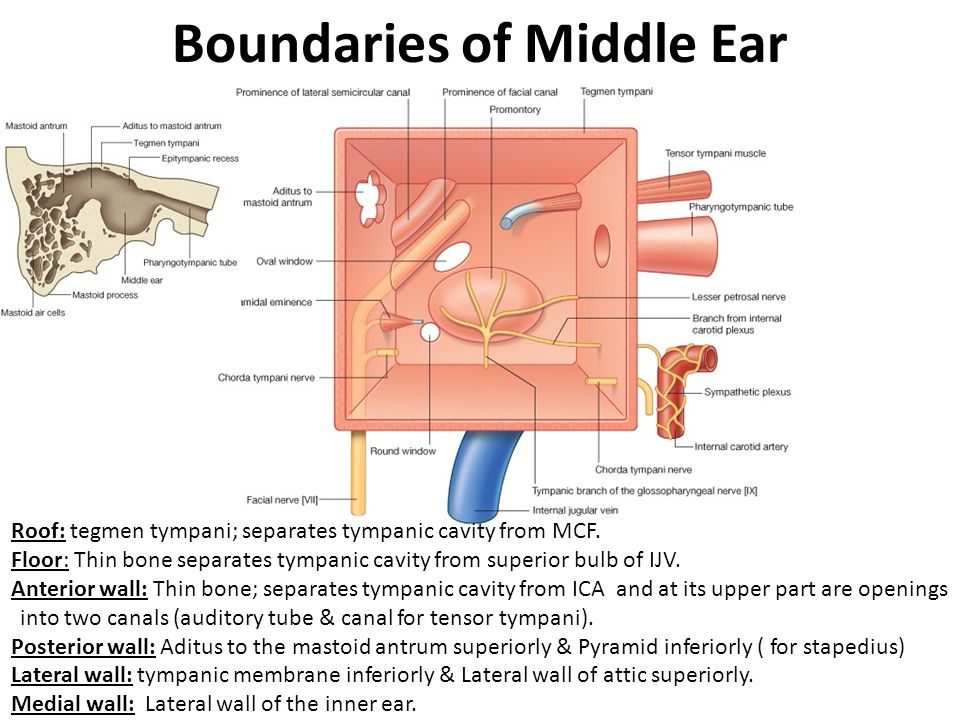 Boundaries of Middle Ear
Prominence of lateral semicircular canal
Prominence of facial canal
Tegmen tympani
Promontory
Mastoid antrum
Aditus to mastoid antrum
Tegmen tympani
Epitympanic recess
Pharyngotympanic tube
Middle ear
Mastoid process
Mastoid air cells
Aditus to
mastoid antrum
Oval window
amidal eminence
Chorda tympani nerve
Round window
Facial nerve [VII]
Tensor tympani muscle
Pharyngotympanic tube
Lesser petrosal nerve
Branch from internal
carotid plexus
Sympathetic plexus
Internal carotid artery
Chorda tympani nerve
Tympanic branch of the glossopharyngeal nerve [IX]
Internal jugular vein
Roof: tegmen tympani; separates tympanic cavity from MCF.
Floor: Thin bone separates tympanic cavity from superior bulb of IJV.
Anterior wall: Thin bone; separates tympanic cavity from ICA and at its upper part are openings
into two canals (auditory tube & canal for tensor tympani).
Posterior wall: Aditus to the mastoid antrum superiorly & Pyramid inferiorly ( for stapedius)
Lateral wall: tympanic membrane inferiorly & Lateral wall of attic superiorly.
Medial wall: Lateral wall of the inner ear.